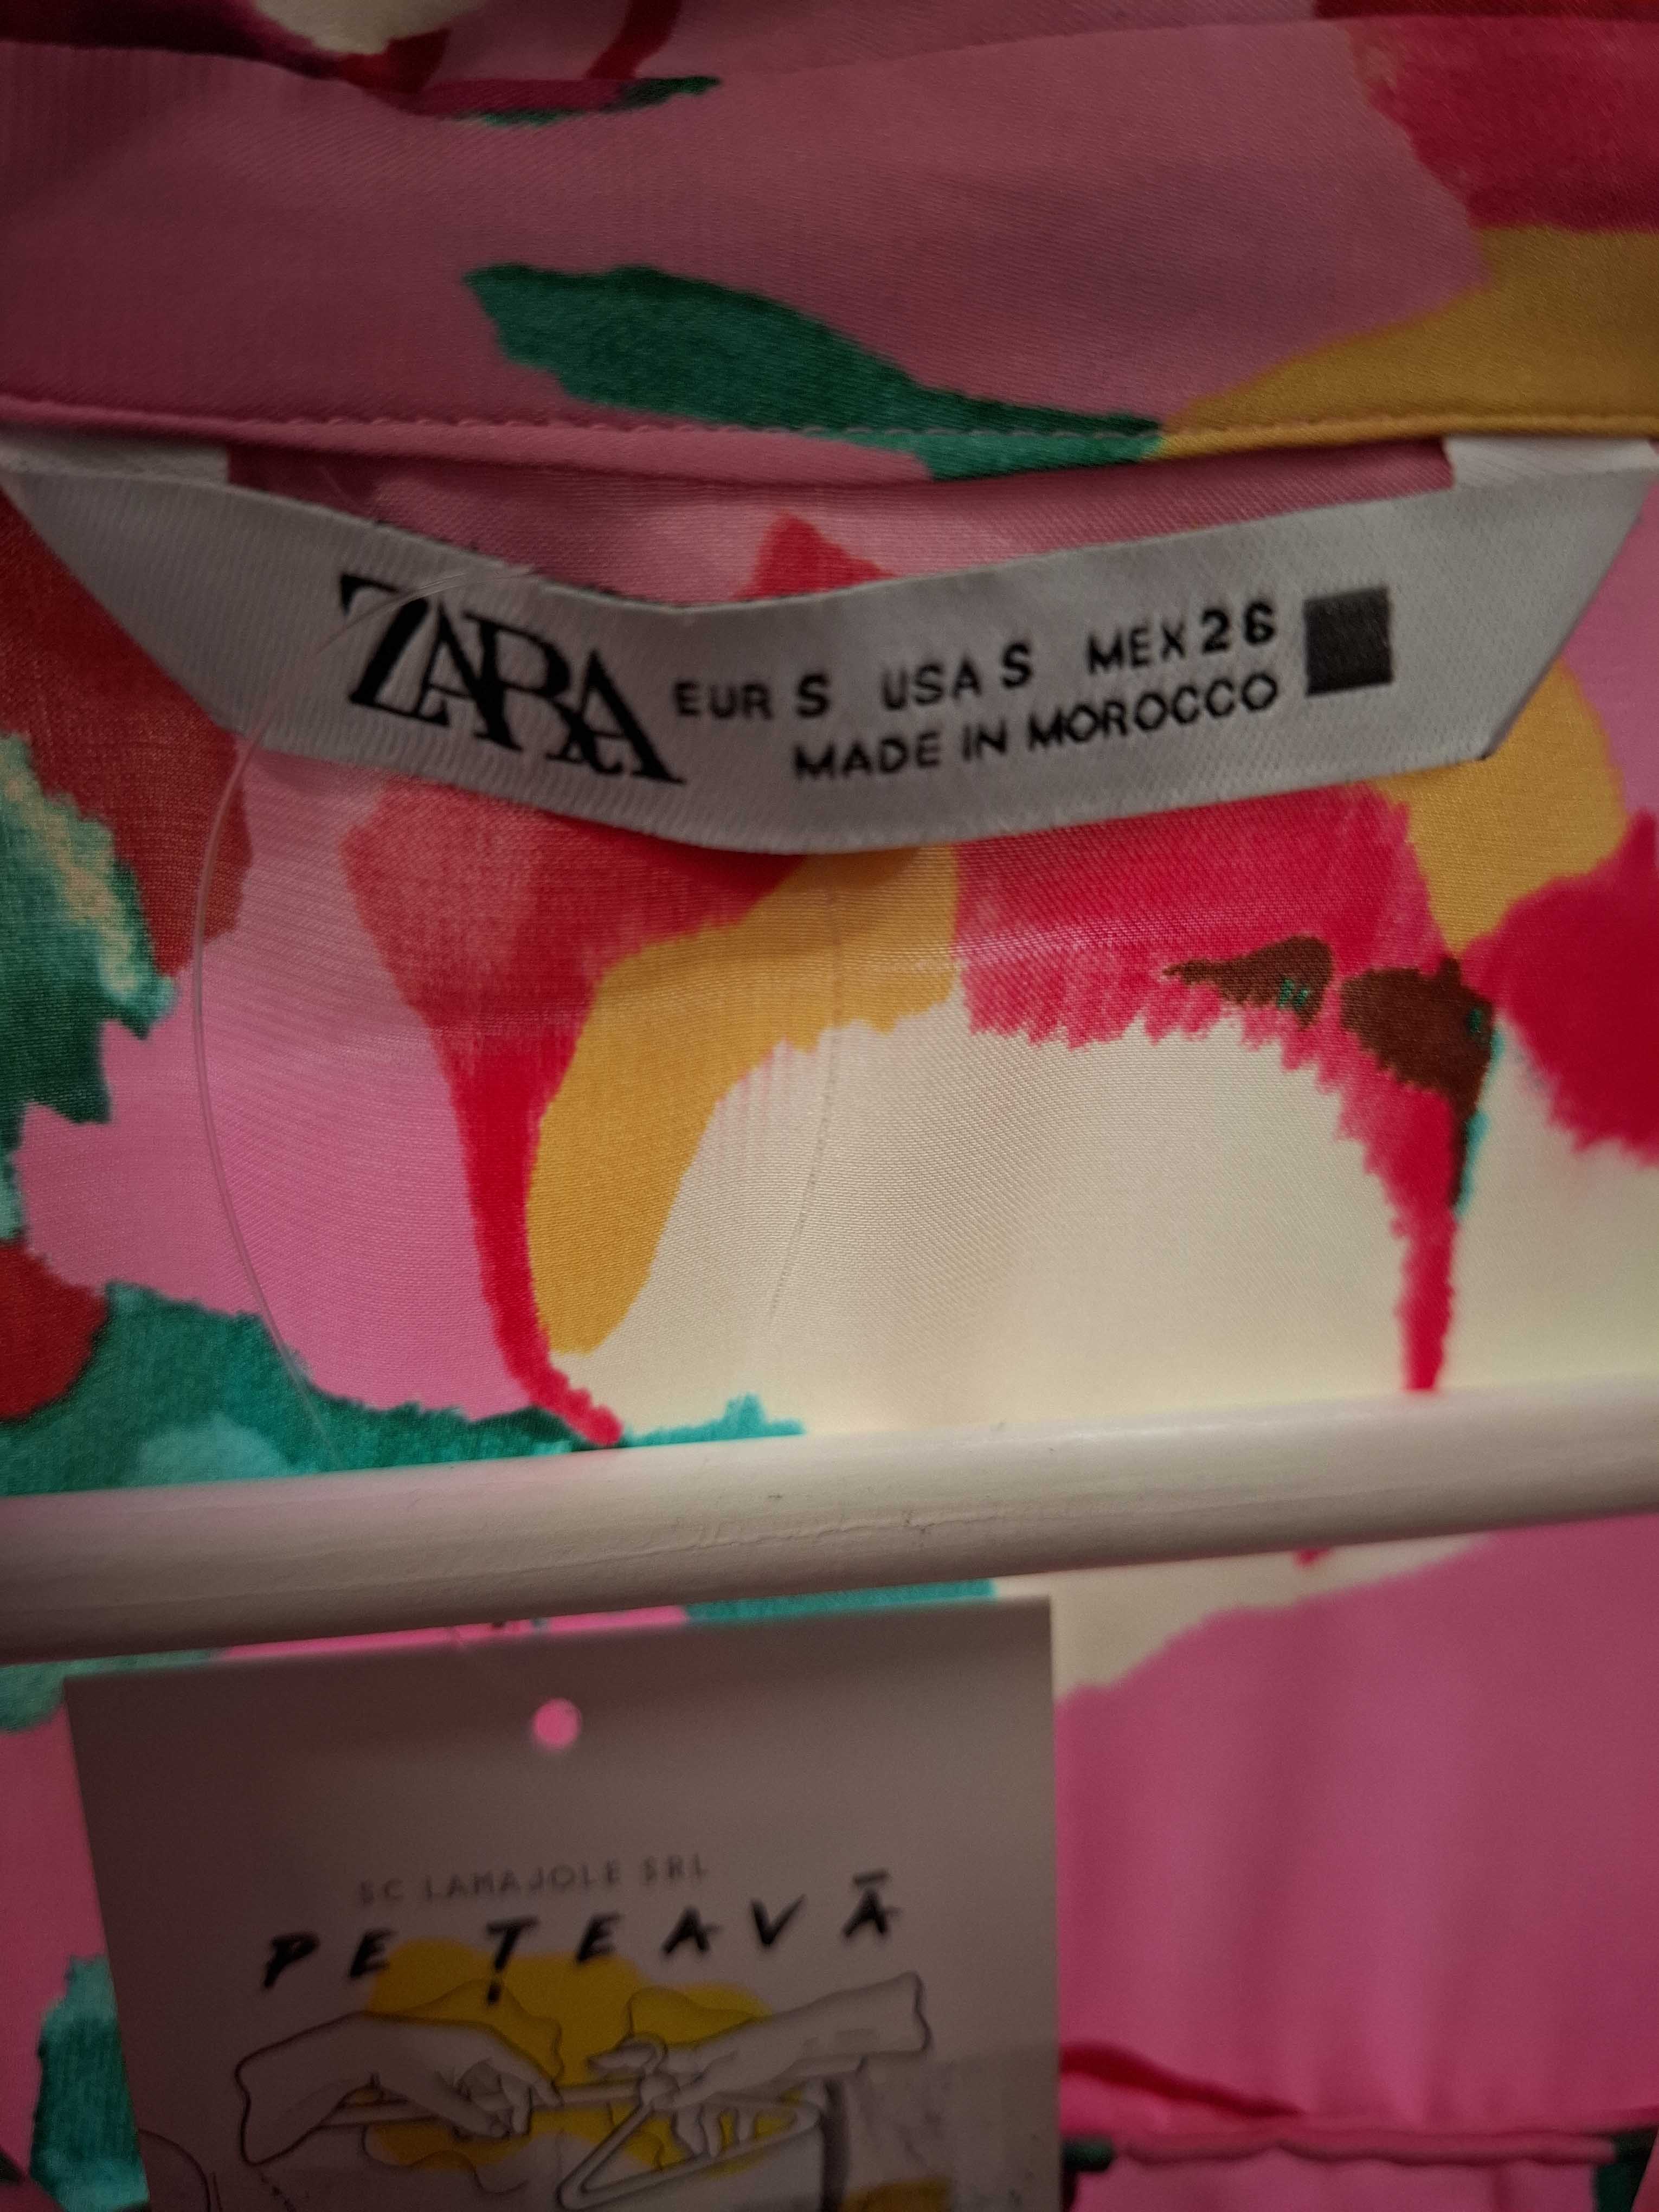 ZARA
EUR S USA S MEX 26
MADE IN MOROCCO
SC LAMAJOLE SRL
PE ȚEAVĂ